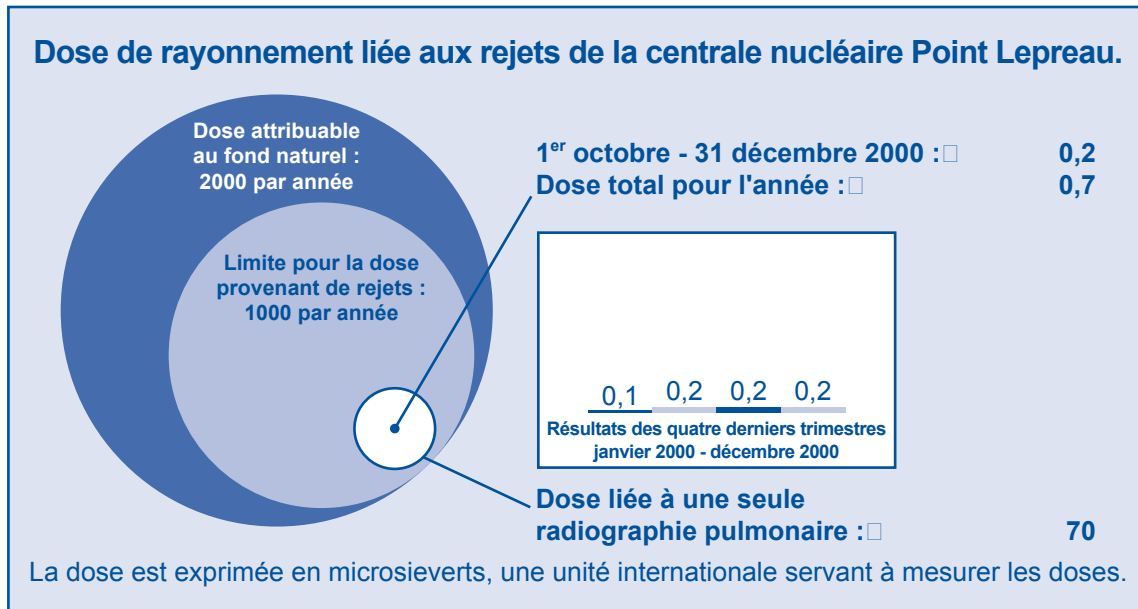 Dose de rayonnement liée aux rejets de la centrale nucléaire Point Lepreau.
Dose attribuable
au fond naturel :
2000 par année
Limite pour la dose
provenant de rejets :
1000 par année
1er octobre - 31 décembre 2000 :□ 0,2
Dose total pour l'année :□ 0,7
0,1 0,2 0,2 0,2
Résultats des quatre derniers trimestres
janvier 2000 - décembre 2000
Dose liée à une seule
radiographie pulmonaire :□ 70
La dose est exprimée en microsieverts, une unité internationale servant à mesurer les doses.